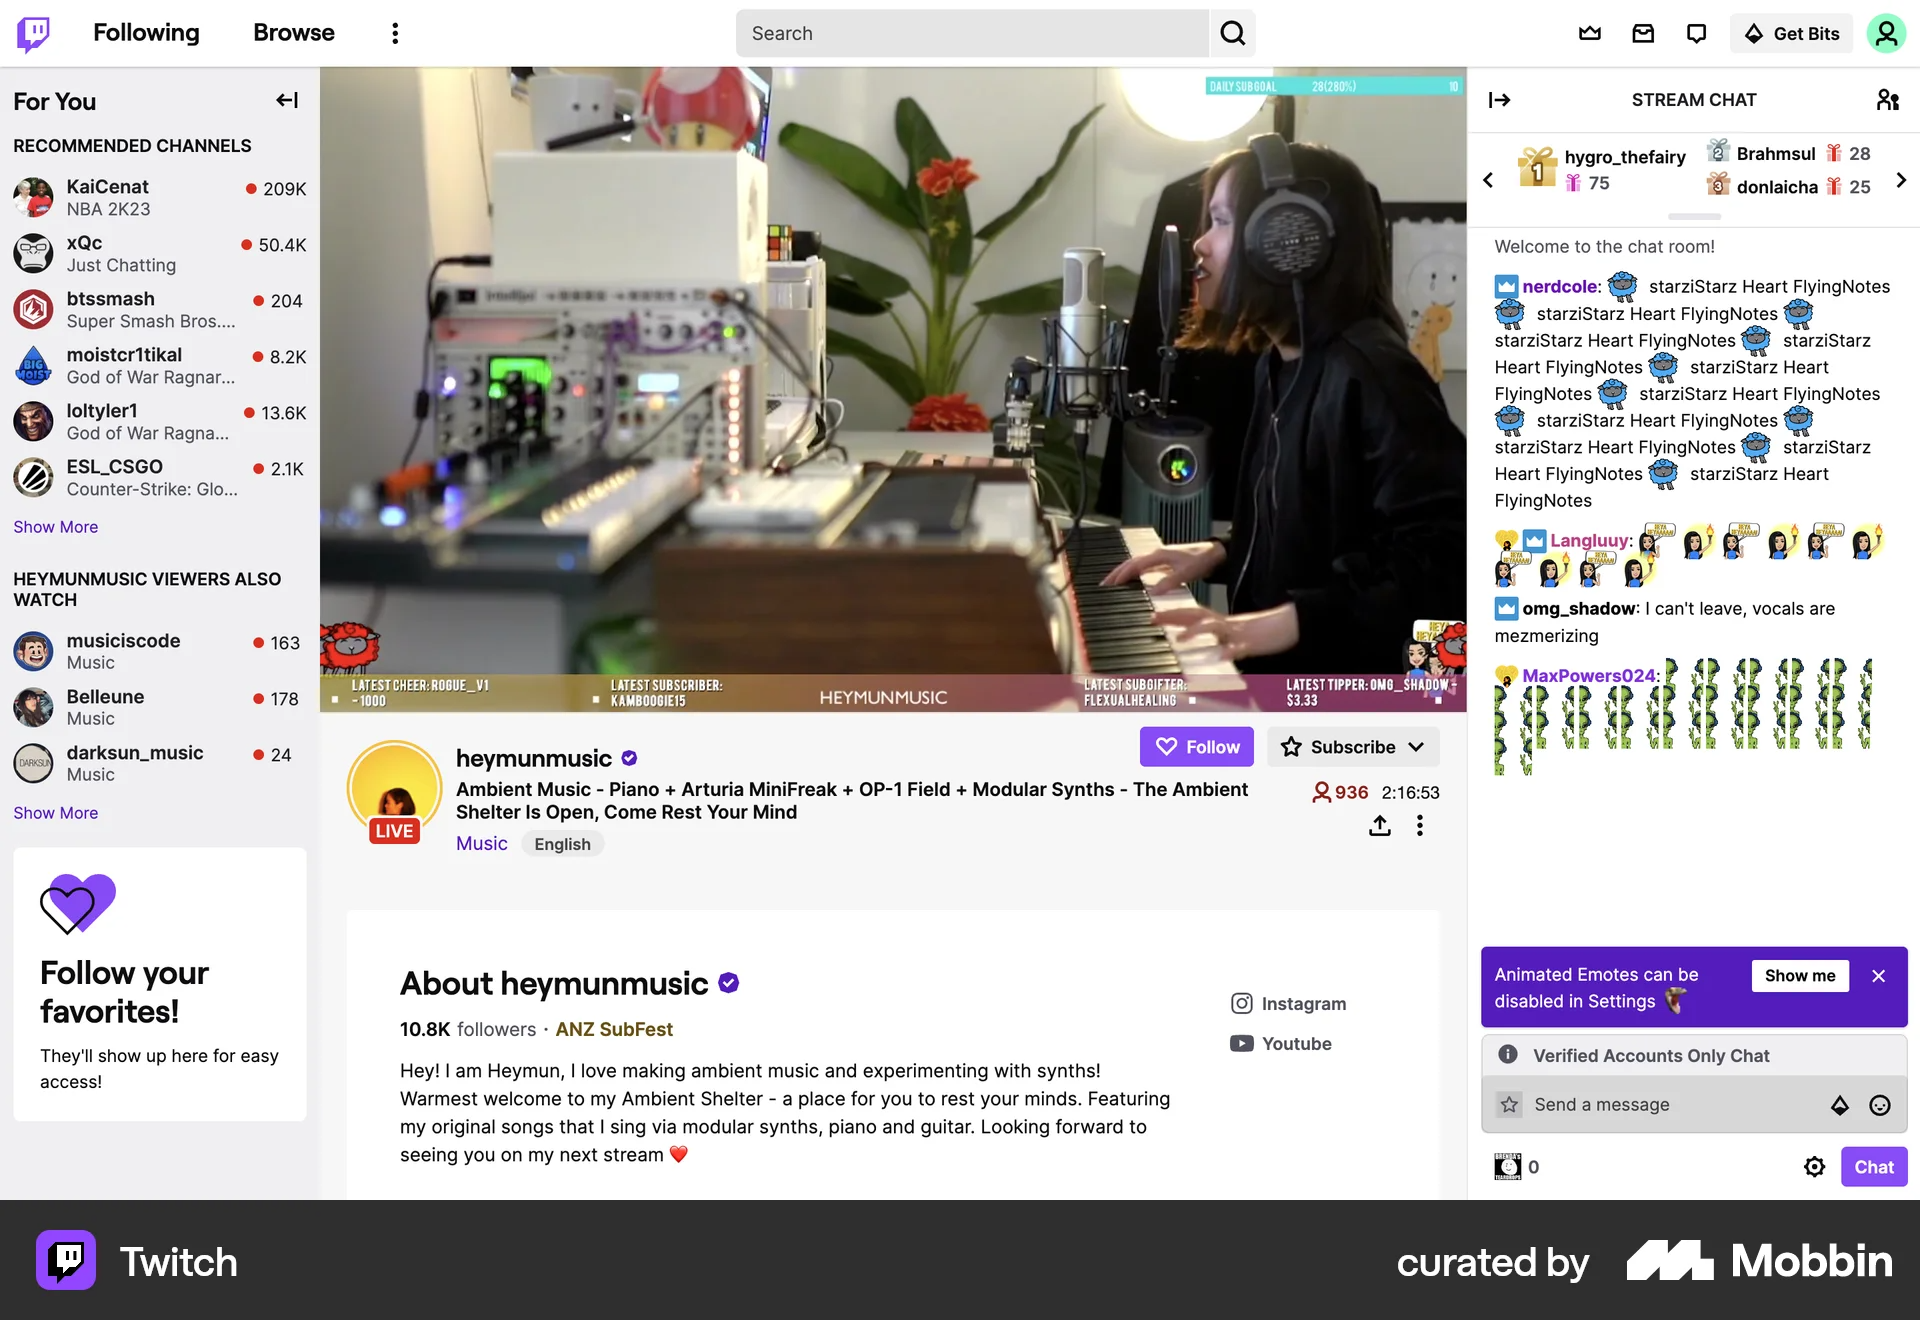 Following
Browse
Search
Get Bits
For You
RECOMMENDED CHANNELS
KaiCenat
209K
NBA 2K23
xQc
50.4K
Just Chatting
btssmash
204
Super Smash Bros....
moistcr1tikal
8.2K
God of War Ragnar...
loltyler1
13.6K
God of War Ragna...
ESL_CSGO
2.1K
Counter-Strike: Glo...
Show More
HEYMUNMUSIC VIEWERS ALSO
WATCH
musiciscode
163
Music
Belleune
178
Music
darksun_music
24
Music
Show More
Follow your
favorites!
They'll show up here for easy
access!
DAILY SUB GOAL 28(280%) 10
LATEST CHEER: ROGUE_V1
- 1000
LATEST SUBSCRIBER:
KAMBOOGIE15
HEYMUNMUSIC
LATEST SUBGIFTER:
FLEXUALHEALING
LATEST TIPPER: OMG_SHADOW -
$3.33
heymunmusic
Follow
Subscribe
Ambient Music - Piano + Arturia MiniFreak + OP-1 Field + Modular Synths - The Ambient
Shelter Is Open, Come Rest Your Mind
936 2:16:53
LIVE
Music
English
About heymunmusic
10.8K followers · ANZ SubFest
Hey! I am Heymun, I love making ambient music and experimenting with synths!
Warmest welcome to my Ambient Shelter - a place for you to rest your minds. Featuring
my original songs that I sing via modular synths, piano and guitar. Looking forward to
seeing you on my next stream ❤️
Instagram
Youtube
STREAM CHAT
1
hygro_thefairy
75
2
Brahmsul 28
3
donlaicha 25
Welcome to the chat room!
nerdcole: starziStarz Heart FlyingNotes
starziStarz Heart FlyingNotes
starziStarz Heart FlyingNotes starziStarz
Heart FlyingNotes starziStarz Heart
FlyingNotes starziStarz Heart FlyingNotes
starziStarz Heart FlyingNotes
starziStarz Heart FlyingNotes starziStarz
Heart FlyingNotes starziStarz Heart
FlyingNotes
Langluuy:
omg_shadow: I can't leave, vocals are
mezmerizing
MaxPowers024:
Animated Emotes can be
disabled in Settings
Show me
Verified Accounts Only Chat
Send a message
0
Chat
Twitch
curated by
Mobbin